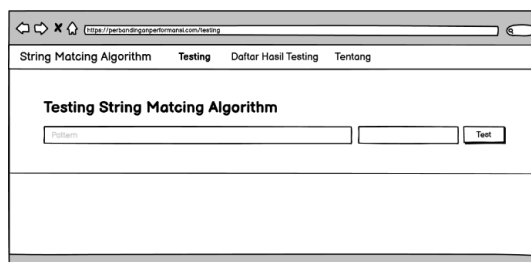 https://perbandinganperformansi.com/testing
String Matcing Algorithm Testing Daftar Hasil Testing Tentang
Testing String Matcing Algorithm
Pattern Test